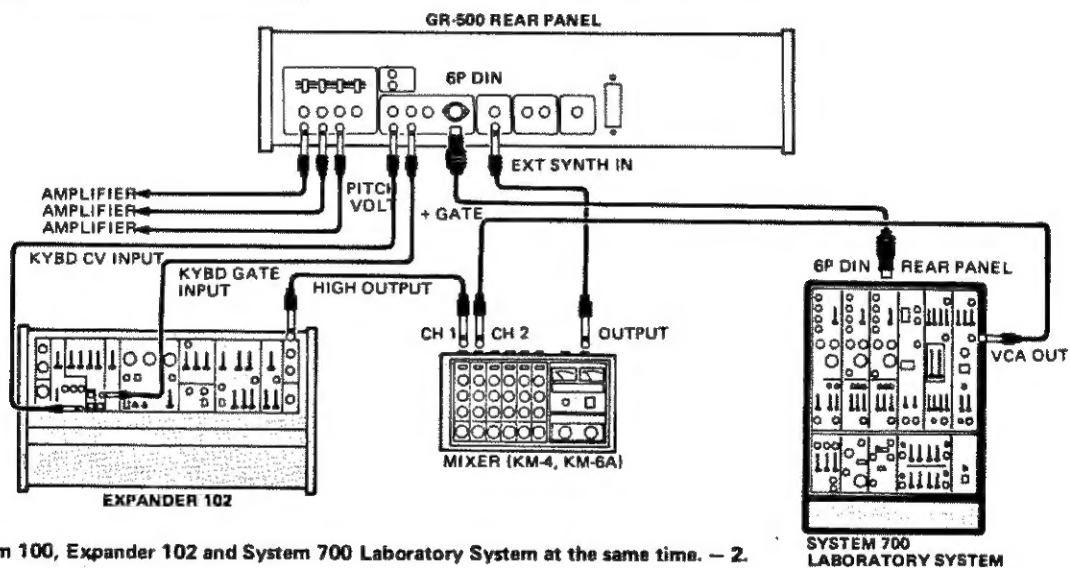 GR-500 REAR PANEL
6P DIN
EXT SYNTH IN
AMPLIFIER
AMPLIFIER
AMPLIFIER
PITCH
VOLT
+ GATE
KYBD CV INPUT
KYBD GATE
INPUT
HIGH OUTPUT
6P DIN REAR PANEL
CH 1 CH 2 OUTPUT
VCA OUT
MIXER (KM-4, KM-6A)
EXPANDER 102
SYSTEM 700
LABORATORY SYSTEM
m 100, Expander 102 and System 700 Laboratory System at the same time. — 2.